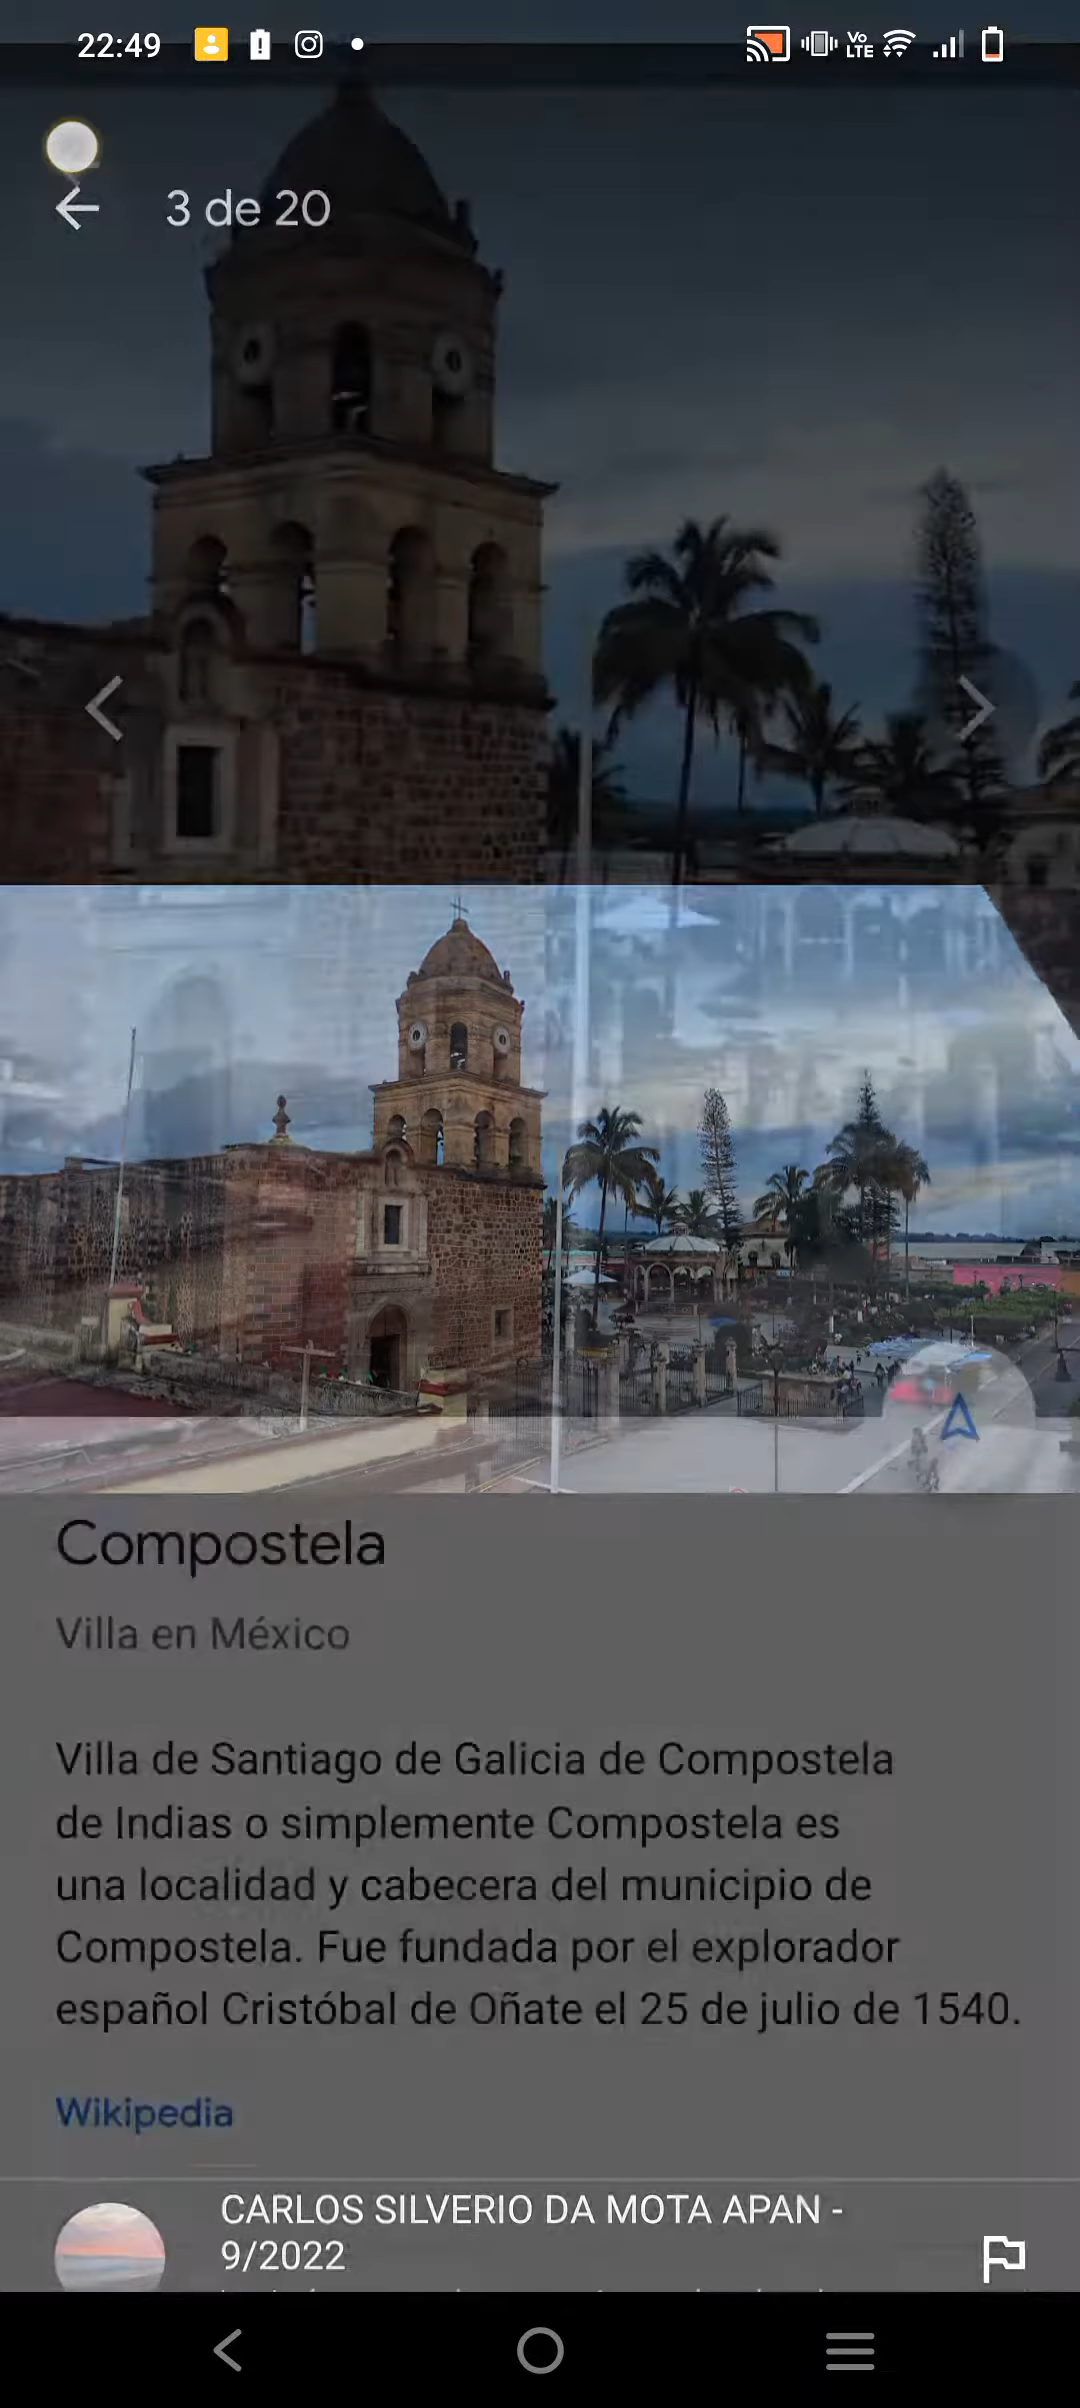 22:49
Vo
LTE
3 de 20
Compostela
Villa en México
Villa de Santiago de Galicia de Compostela
de Indias o simplemente Compostela es
una localidad y cabecera del municipio de
Compostela. Fue fundada por el explorador
español Cristóbal de Oñate el 25 de julio de 1540.
Wikipedia
CARLOS SILVERIO DA MOTA APAN -
9/2022